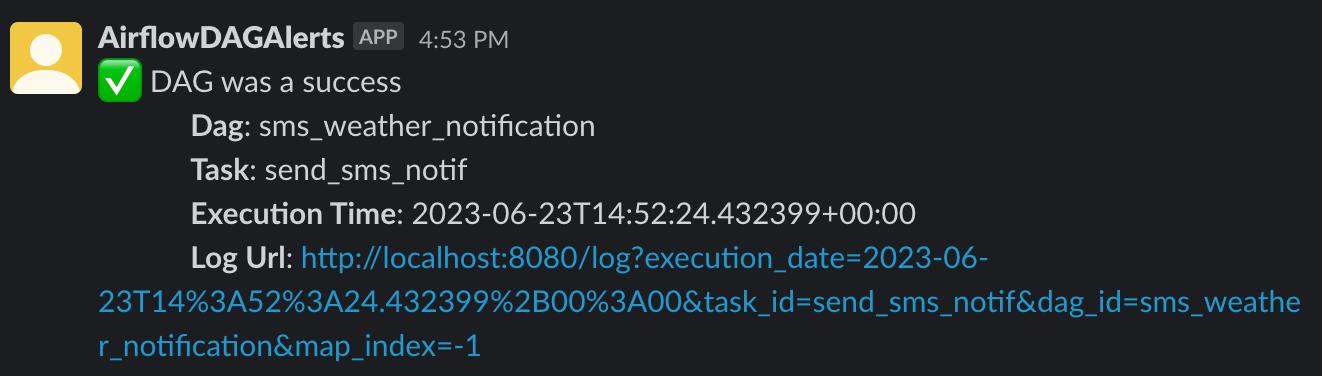 AirflowDAGAlerts APP 4:53 PM
✅ DAG was a success
Dag: sms_weather_notification
Task: send_sms_notif
Execution Time: 2023-06-23T14:52:24.432399+00:00
Log Url: http://localhost:8080/log?execution_date=2023-06-
23T14%3A52%3A24.432399%2B00%3A00&task_id=send_sms_notif&dag_id=sms_weathe
r_notification&map_index=-1